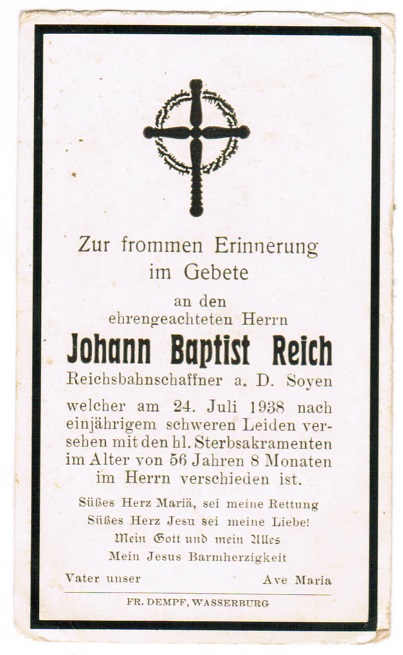 Zur frommen Erinnerung
im Gebete
an den
ehrengeachteten Herrn
Johann Baptist Reich
Reichsbahnschaffner a. D. Soyen
welcher am 24. Juli 1938 nach
einjährigem schweren Leiden ver-
sehen mit den hl. Sterbsakramenten
im Alter von 56 Jahren 8 Monaten
im Herrn verschieden ist.
Süßes Herz Mariä, sei meine Rettung
Süßes Herz Jesu sei meine Liebe!
Mein Gott und mein Alles
Mein Jesus Barmherzigkeit
Vater unser Ave Maria
FR. DEMPF, WASSERBURG